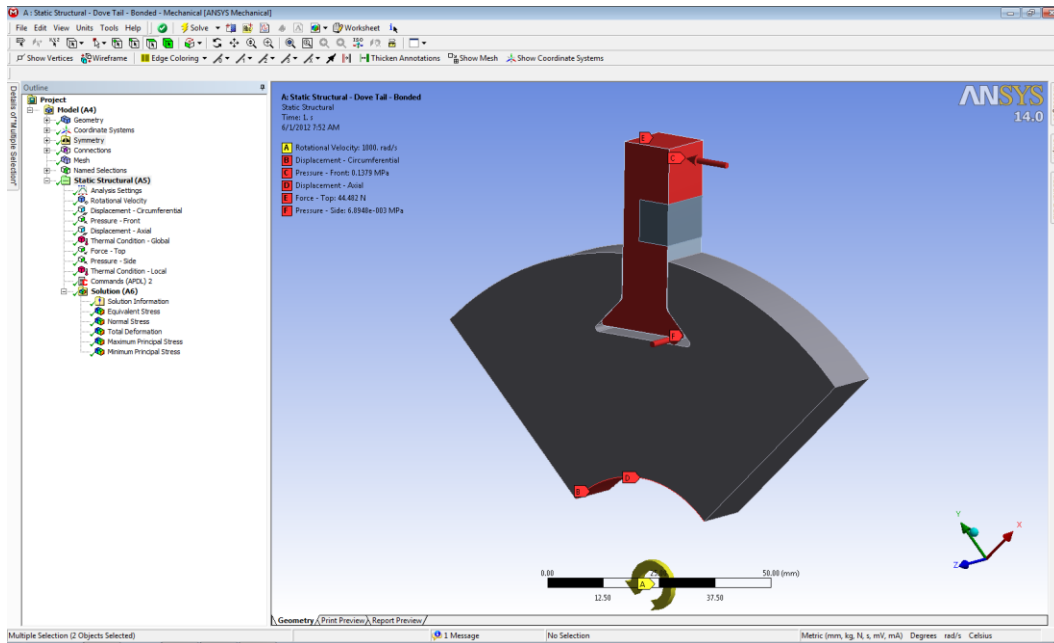 A : Static Structural - Dove Tail - Bonded - Mechanical [ANSYS Mechanical]
File Edit View Units Tools Help Solve Worksheet
Show Vertices Wireframe Edge Coloring Thicken Annotations Show Mesh Show Coordinate Systems
Details of "Multiple Selection"
Outline
Project
Model (A4)
Geometry
Coordinate Systems
Symmetry
Connections
Mesh
Named Selections
Static Structural (A5)
Analysis Settings
Rotational Velocity
Displacement - Circumferential
Pressure - Front
Displacement - Axial
Thermal Condition - Global
Force - Top
Pressure - Side
Thermal Condition - Local
Commands (APDL) 2
Solution (A6)
Solution Information
Equivalent Stress
Normal Stress
Total Deformation
Maximum Principal Stress
Minimum Principal Stress
A: Static Structural - Dove Tail - Bonded
Static Structural
Time: 1. s
6/1/2012 7:52 AM
A Rotational Velocity: 1800. rad/s
B Displacement - Circumferential
C Pressure - Front: 0.1379 MPa
D Displacement - Axial
E Force - Top: 44.482 N
F Pressure - Side: 6.8948e-003 MPa
ANSYS
14.0
E
C
F
B
D
A
Y
X
Z
0.00 50.00 (mm)
12.50 37.50
Geometry Print Preview Report Preview
Multiple Selection (2 Objects Selected) 1 Message No Selection Metric (mm, kg, N, s, mV, mA) Degrees rad/s Celsius